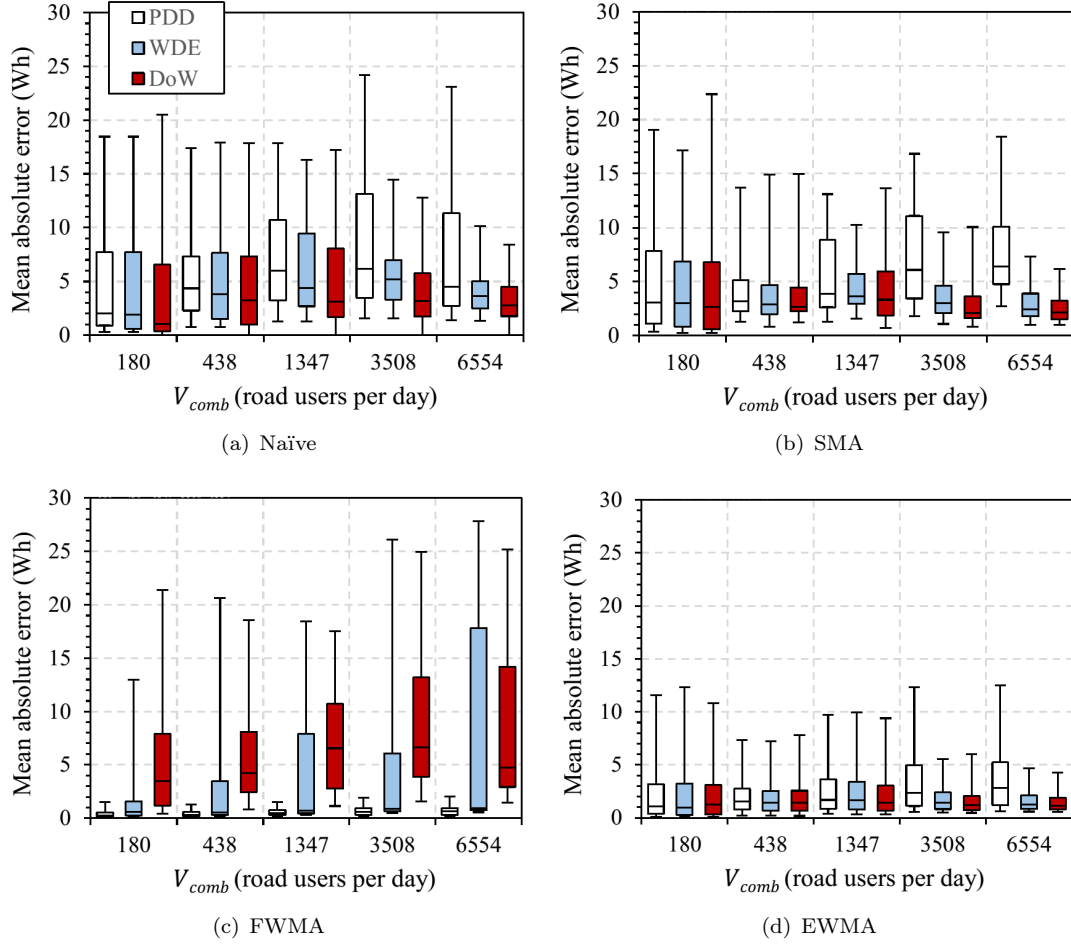 30
25
20
15
10
5
0
Mean absolute error (Wh)
PDD
WDE
DoW
180 438 1347 3508 6554
V_comb (road users per day)
(a) Naïve
30
25
20
15
10
5
0
Mean absolute error (Wh)
180 438 1347 3508 6554
V_comb (road users per day)
(b) SMA
30
25
20
15
10
5
0
Mean absolute error (Wh)
180 438 1347 3508 6554
V_comb (road users per day)
(c) FWMA
30
25
20
15
10
5
0
Mean absolute error (Wh)
180 438 1347 3508 6554
V_comb (road users per day)
(d) EWMA